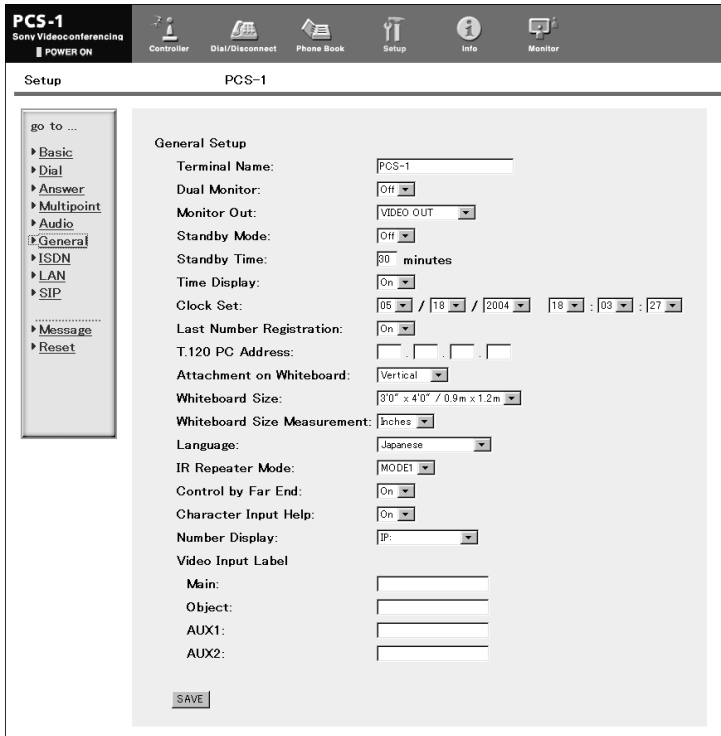 PCS-1
Sony Videoconferencing
POWER ON
Controller
Dial/Disconnect
Phone Book
Setup
Info
Monitor
Setup PCS-1
go to ...
Basic
Dial
Answer
Multipoint
Audio
General
ISDN
LAN
SIP
Message
Reset
General Setup
Terminal Name: PCS-1
Dual Monitor: Off
Monitor Out: VIDEO OUT
Standby Mode: Off
Standby Time: 30 minutes
Time Display: On
Clock Set: 05 / 18 / 2004 18 : 03 : 27
Last Number Registration: On
T.120 PC Address: . . .
Attachment on Whiteboard: Vertical
Whiteboard Size: 3'0" x 4'0" / 0.9m x 1.2m
Whiteboard Size Measurement: Inches
Language: Japanese
IR Repeater Mode: MODE1
Control by Far End: On
Character Input Help: On
Number Display: IP:
Video Input Label
Main:
Object:
AUX1:
AUX2:
SAVE